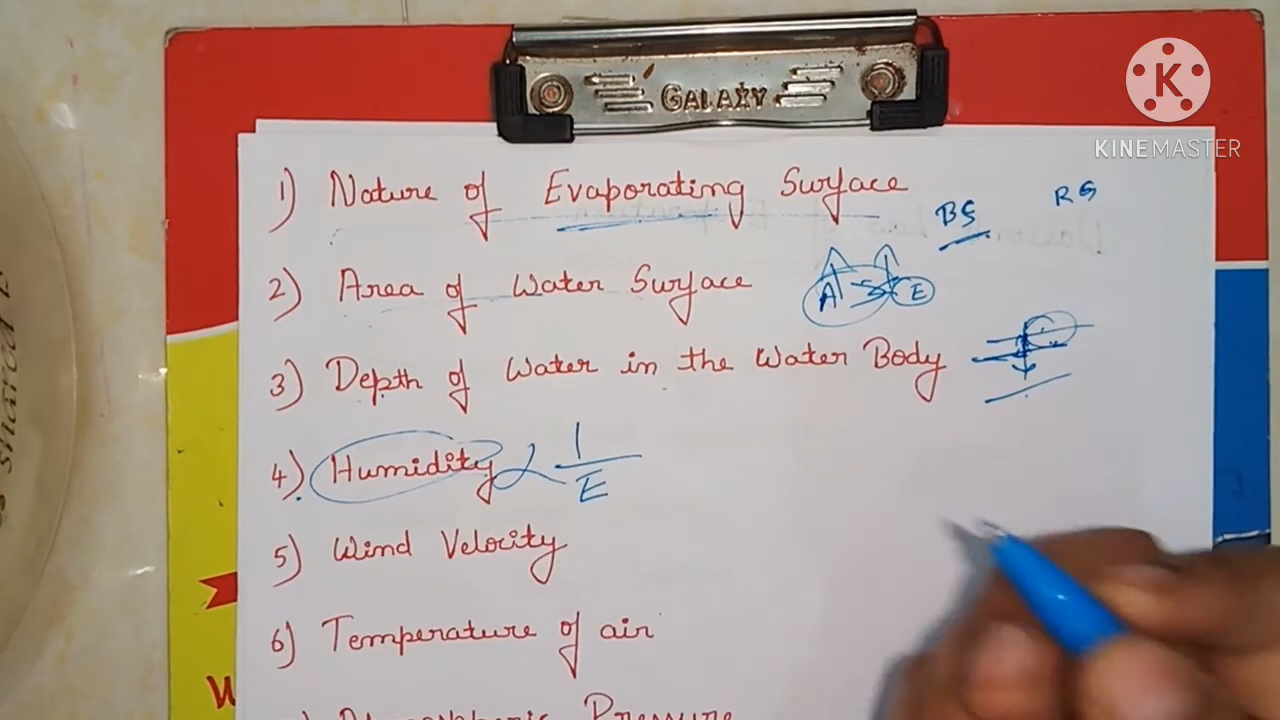 GALAXY
K
KINEMASTER
1) Nature of Evaporating Surface
BS RS
2) Area of Water Surface A E
3) Depth of Water in the Water Body
4) Humidity ∝ 1/E
5) Wind Velocity
6) Temperature of air
Pressure